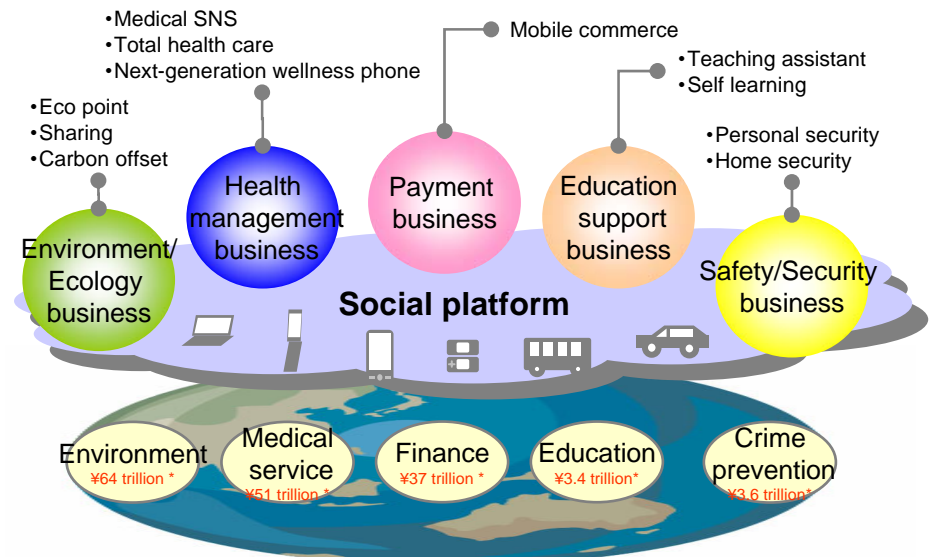 •Medical SNS
•Total health care
•Next-generation wellness phone
Mobile commerce
•Teaching assistant
•Self learning
•Eco point
•Sharing
•Carbon offset
•Personal security
•Home security
Environment/
Ecology
business
Health
management
business
Payment
business
Education
support
business
Safety/Security
business
Social platform
Environment
¥64 trillion *
Medical
service
¥51 trillion *
Finance
¥37 trillion *
Education
¥3.4 trillion*
Crime
prevention
¥3.6 trillion*